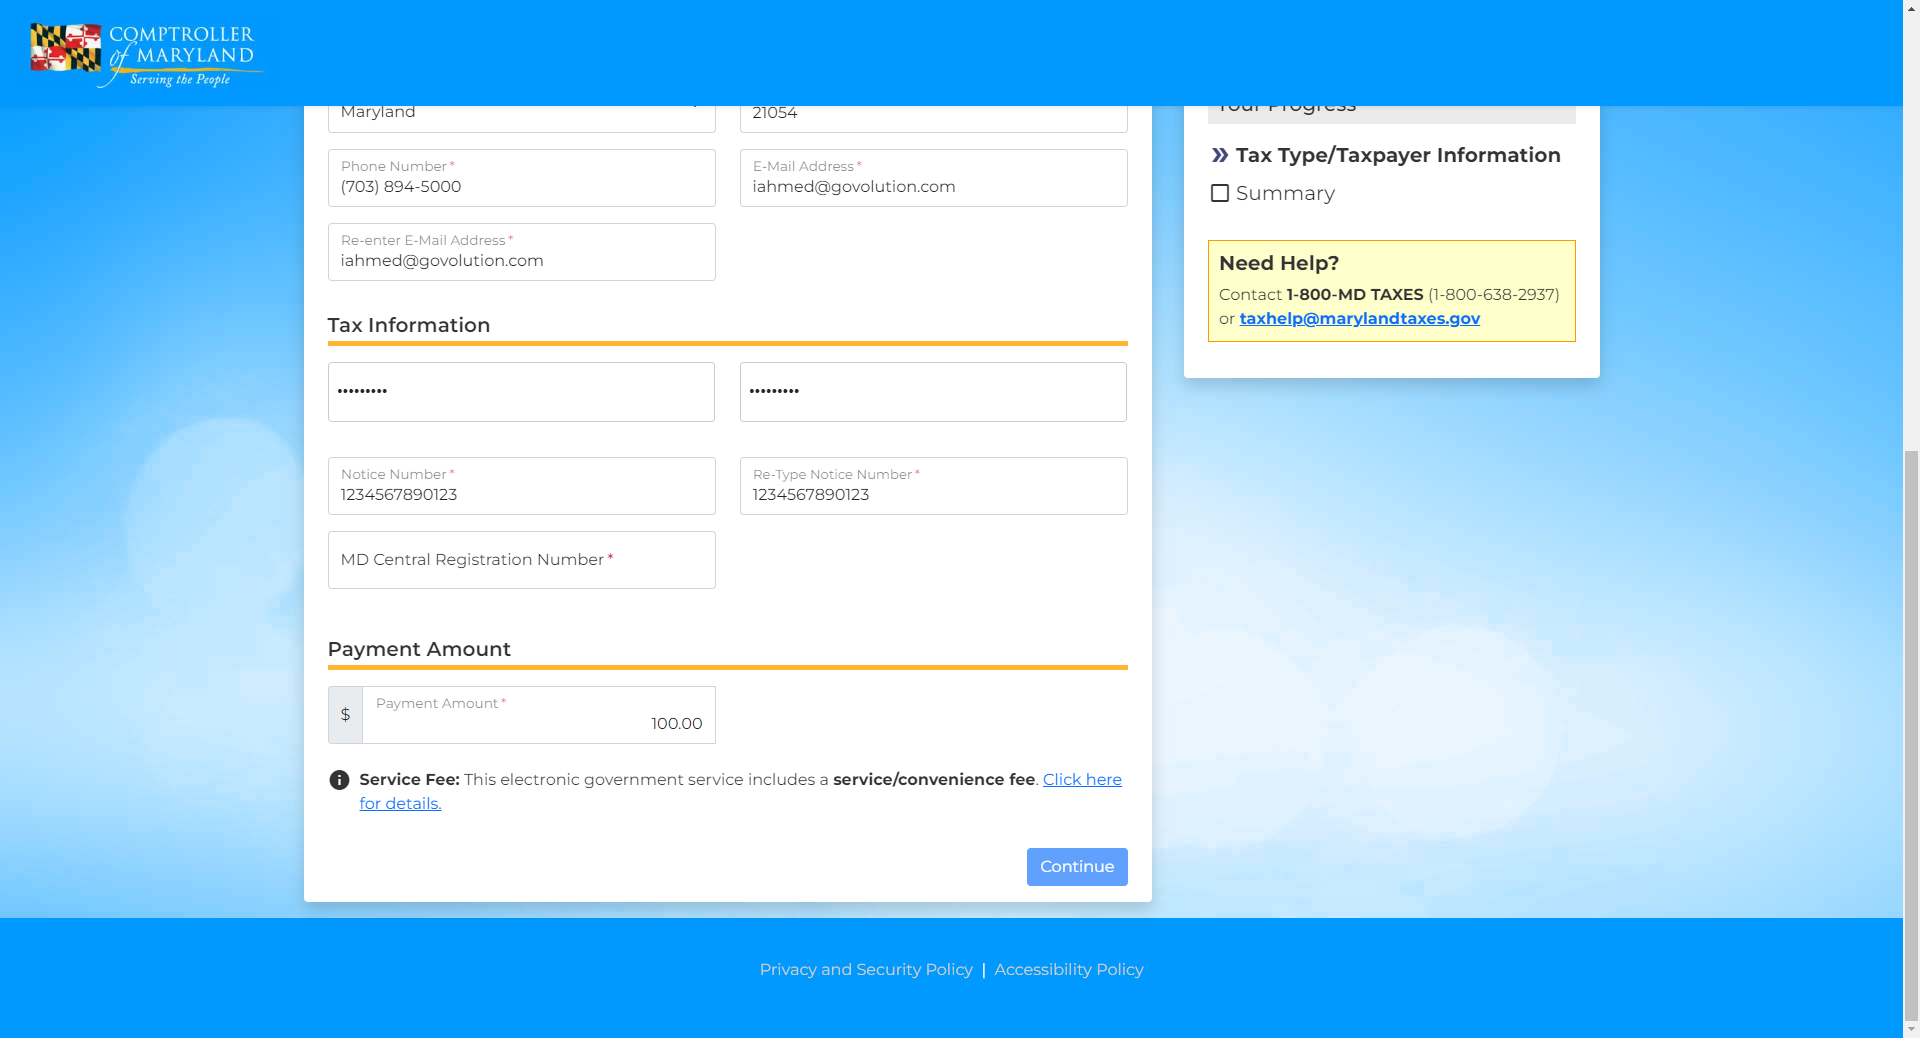 COMPTROLLER
of MARYLAND
Serving the People
Maryland
21054
Phone Number *
(703) 894-5000
E-Mail Address *
iahmed@govolution.com
Re-enter E-Mail Address *
iahmed@govolution.com
Tax Information
•••••••••
•••••••••
Notice Number *
1234567890123
Re-Type Notice Number *
1234567890123
MD Central Registration Number *
Payment Amount
$
Payment Amount *
100.00
Service Fee: This electronic government service includes a service/convenience fee. Click here
for details.
Continue
Your Progress
Tax Type/Taxpayer Information
Summary
Need Help?
Contact 1-800-MD TAXES (1-800-638-2937)
or taxhelp@marylandtaxes.gov
Privacy and Security Policy | Accessibility Policy